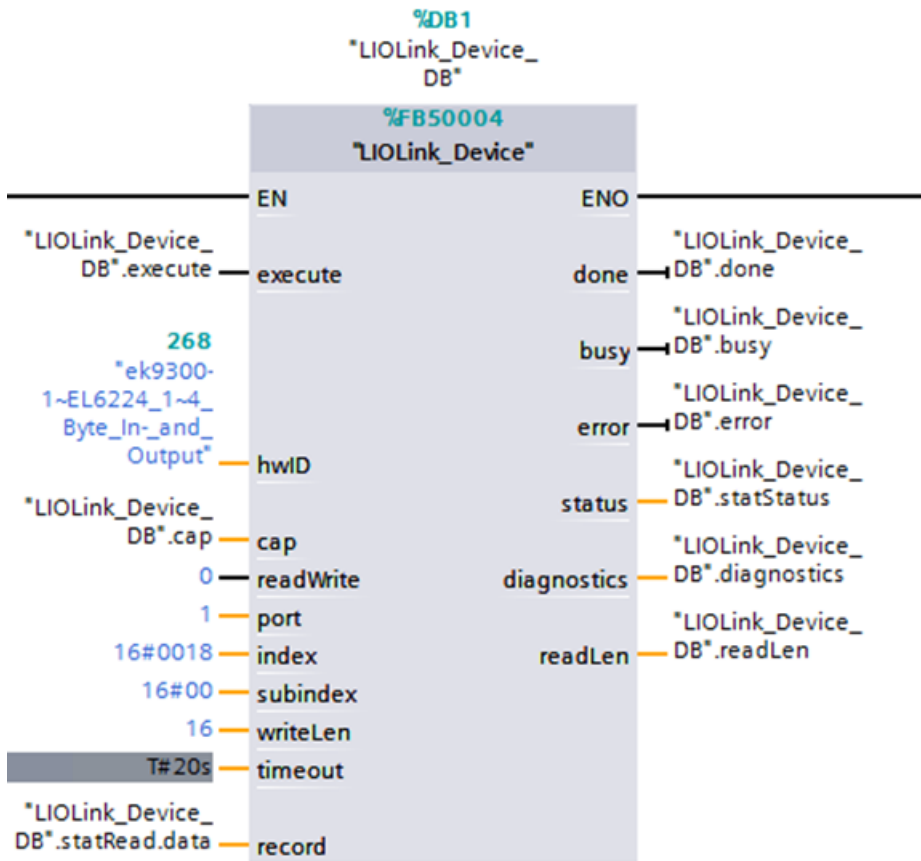 %DB1
"LIOLink_Device_
DB"
%FB50004
"LIOLink_Device"
EN
ENO
"LIOLink_Device_
DB".execute
execute
done
"LIOLink_Device_
DB".done
busy
"LIOLink_Device_
DB".busy
268
"ek9300-
1~EL6224_1~4_
Byte_In-_and_
Output"
hwID
error
"LIOLink_Device_
DB".error
status
"LIOLink_Device_
DB".statStatus
"LIOLink_Device_
DB".cap
cap
0
readWrite
diagnostics
"LIOLink_Device_
DB".diagnostics
1
port
16#0018
index
readLen
"LIOLink_Device_
DB".readLen
16#00
subindex
16
writeLen
T#20s
timeout
"LIOLink_Device_
DB".statRead.data
record